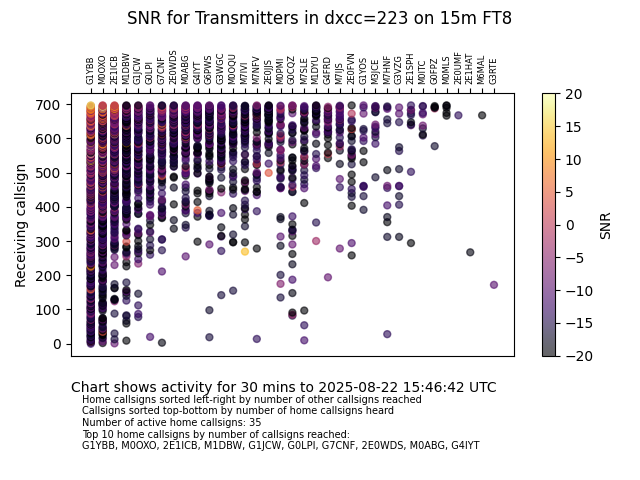 SNR for Transmitters in dxcc=223 on 15m FT8
G1YBB M0OXO 2E1ICB M1DBW G1JCW G0LPI G7CNF 2E0WDS M0ABG G4IYT G6PWS G3WGC M0OQU M7IVI M7NFV 2E0JJS M0PMI G0CQZ M7SLE M1DYU G4FRD M7JJS 2E0FVN G1YOS M3JCE M7HNF G3VZG 2E1SPH M0ITC G0FPZ M0MLS 2E0UMF 2E1HAT M6MAL G3RTE
700
600
500
400
300
200
100
0
Receiving callsign
20
15
10
5
0
−5
−10
−15
−20
SNR
Chart shows activity for 30 mins to 2025-08-22 15:46:42 UTC
Home callsigns sorted left-right by number of other callsigns reached
Callsigns sorted top-bottom by number of home callsigns heard
Number of active home callsigns: 35
Top 10 home callsigns by number of callsigns reached:
G1YBB, M0OXO, 2E1ICB, M1DBW, G1JCW, G0LPI, G7CNF, 2E0WDS, M0ABG, G4IYT